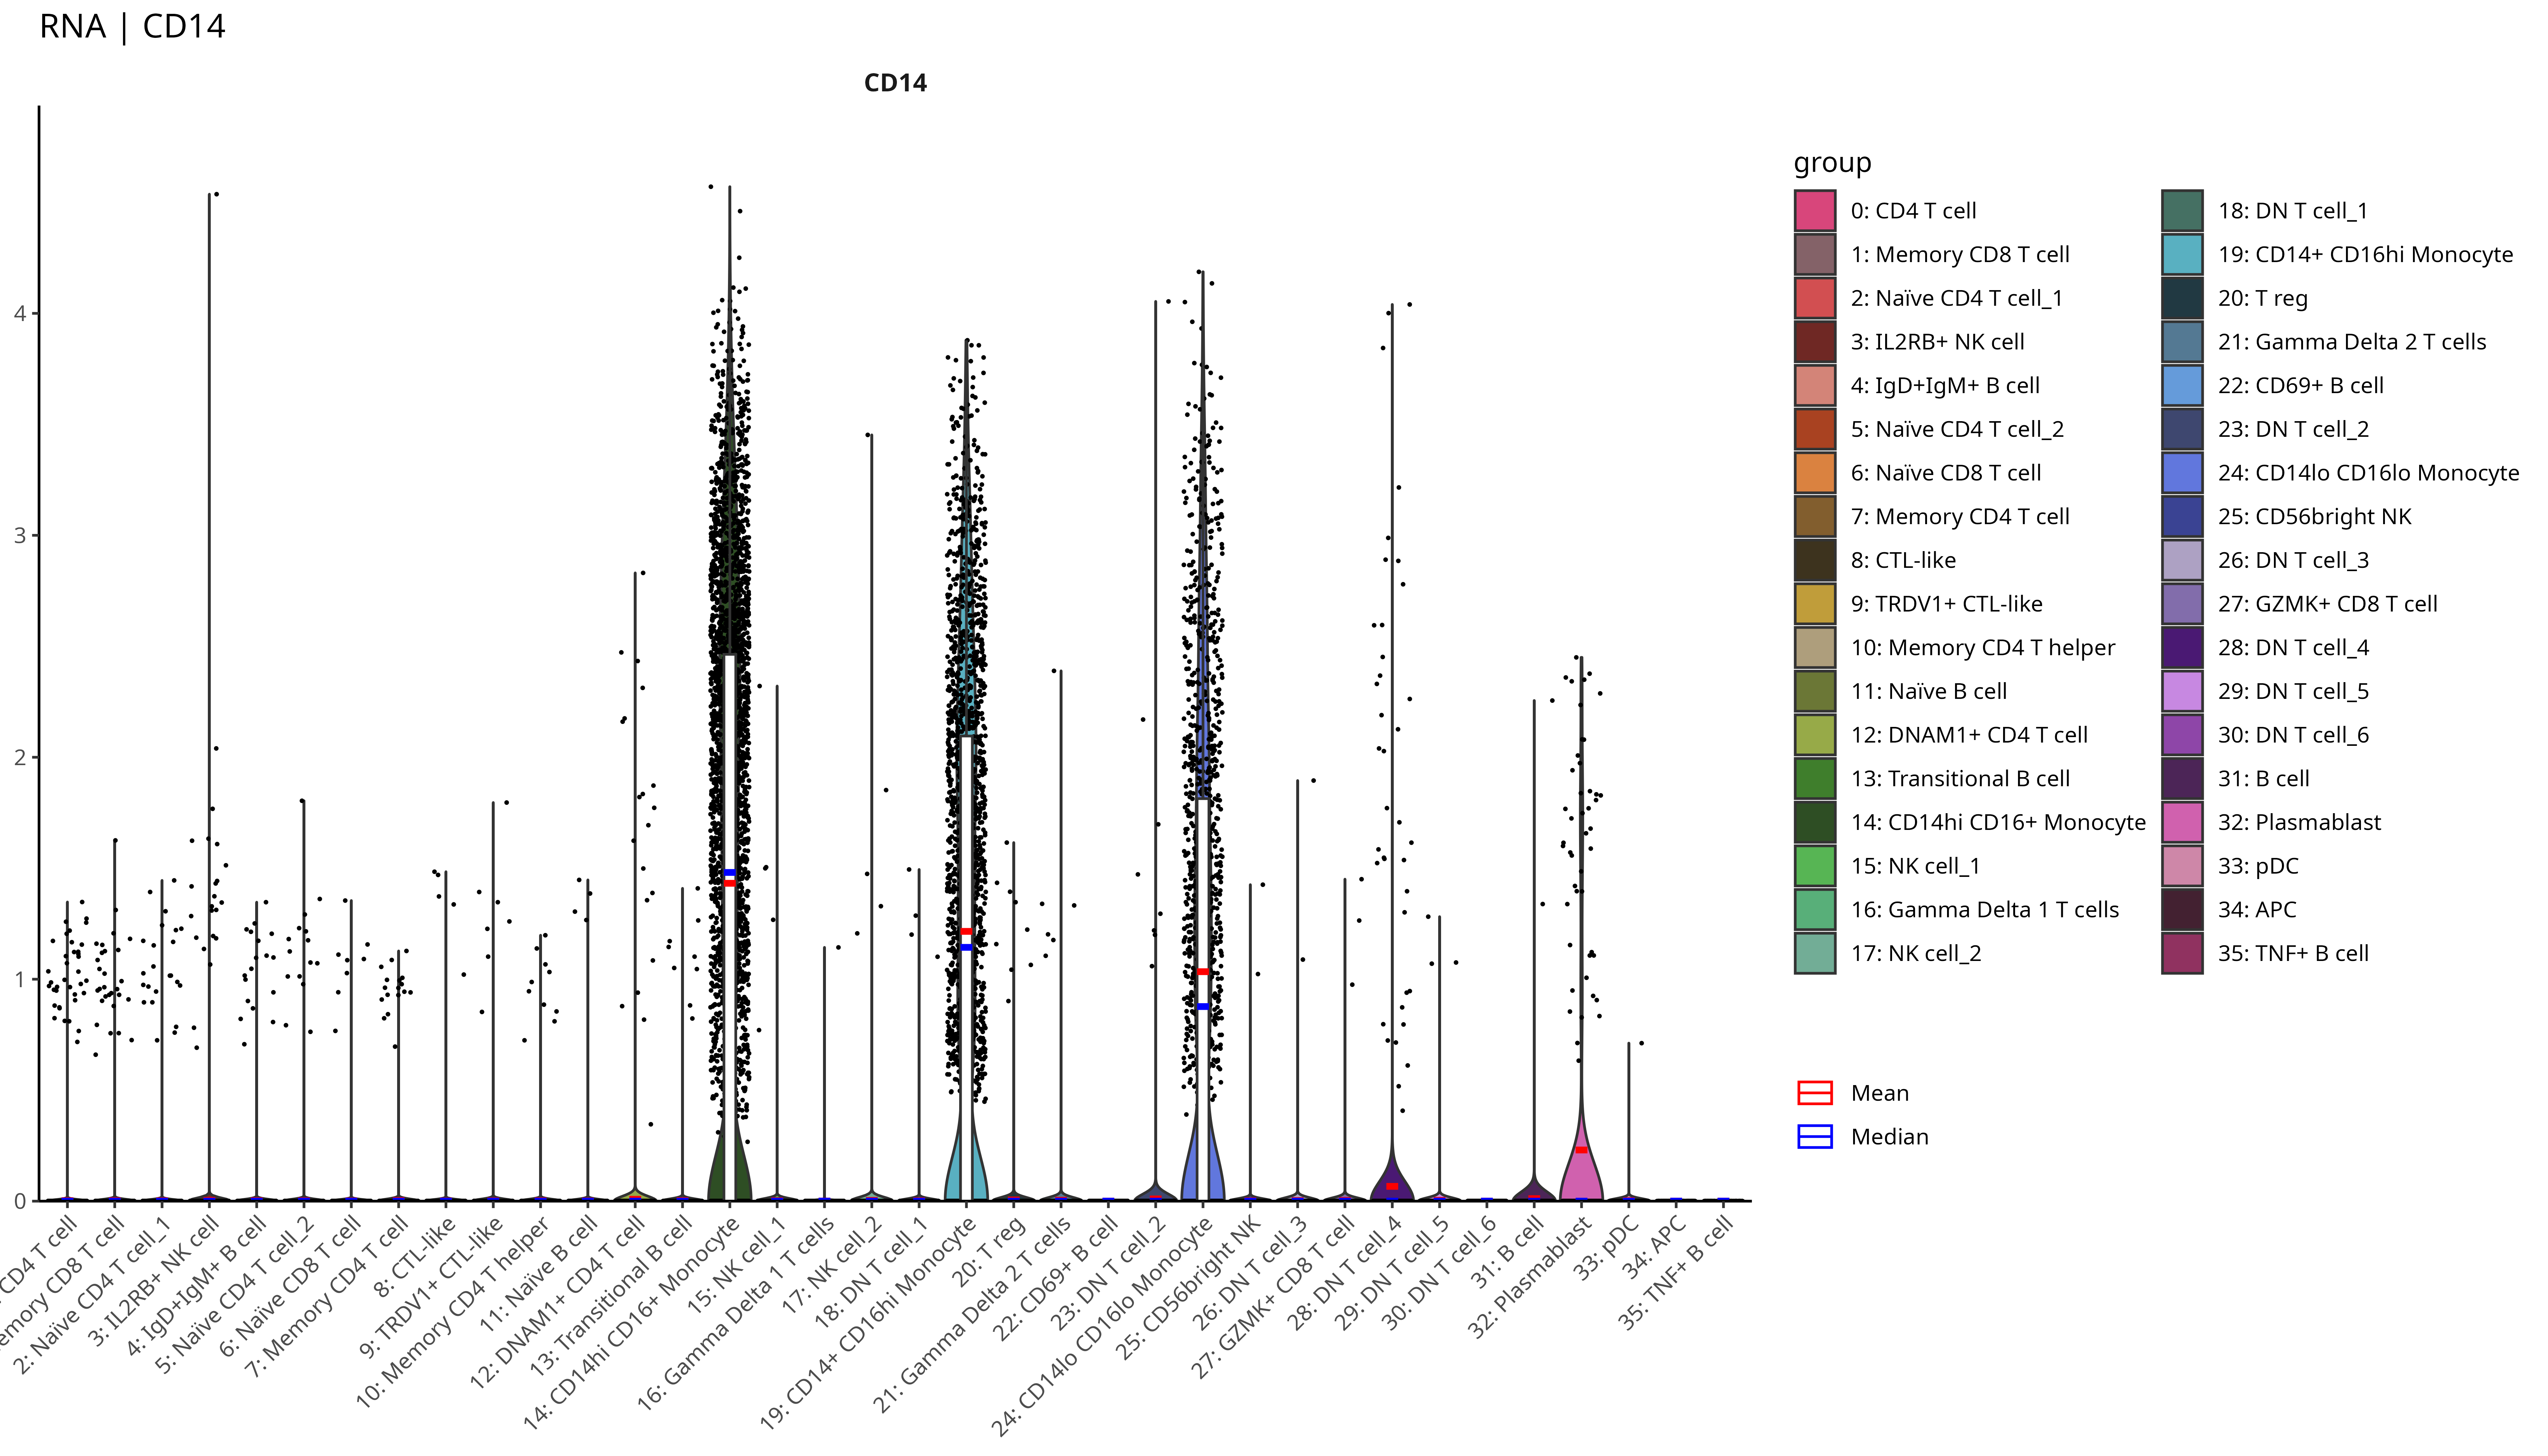 RNA | CD14
CD14
4
3
2
1
0
CD4 T cell
CD8 T cell
2: Naïve CD4 T cell_1
3: IL2RB+ NK cell
4: IgD+IgM+ B cell
5: Naïve CD4 T cell_2
6: Naïve CD8 T cell
7: Memory CD4 T cell
8: CTL-like
9: TRDV1+ CTL-like
10: Memory CD4 T helper
11: Naïve B cell
12: DNAM1+ CD4 T cell
13: Transitional B cell
14: CD14hi CD16+ Monocyte
15: NK cell_1
16: Gamma Delta 1 T cells
17: NK cell_2
18: DN T cell_1
19: CD14+ CD16hi Monocyte
20: T reg
21: Gamma Delta 2 T cells
22: CD69+ B cell
23: DN T cell_2
24: CD14lo CD16lo Monocyte
25: CD56bright NK
26: DN T cell_3
27: GZMK+ CD8 T cell
28: DN T cell_4
29: DN T cell_5
30: DN T cell_6
31: B cell
32: Plasmablast
33: pDC
34: APC
35: TNF+ B cell
group
0: CD4 T cell
1: Memory CD8 T cell
2: Naïve CD4 T cell_1
3: IL2RB+ NK cell
4: IgD+IgM+ B cell
5: Naïve CD4 T cell_2
6: Naïve CD8 T cell
7: Memory CD4 T cell
8: CTL-like
9: TRDV1+ CTL-like
10: Memory CD4 T helper
11: Naïve B cell
12: DNAM1+ CD4 T cell
13: Transitional B cell
14: CD14hi CD16+ Monocyte
15: NK cell_1
16: Gamma Delta 1 T cells
17: NK cell_2
18: DN T cell_1
19: CD14+ CD16hi Monocyte
20: T reg
21: Gamma Delta 2 T cells
22: CD69+ B cell
23: DN T cell_2
24: CD14lo CD16lo Monocyte
25: CD56bright NK
26: DN T cell_3
27: GZMK+ CD8 T cell
28: DN T cell_4
29: DN T cell_5
30: DN T cell_6
31: B cell
32: Plasmablast
33: pDC
34: APC
35: TNF+ B cell
Mean
Median